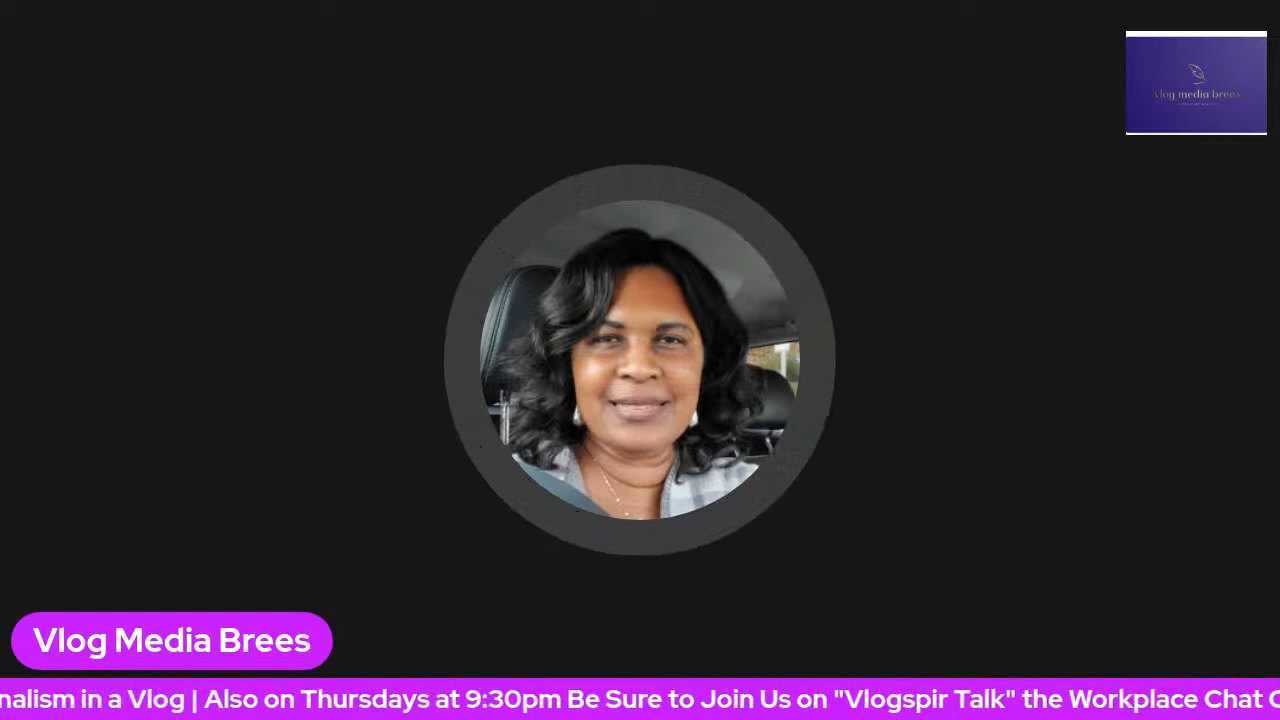 Vlog media brees
Vlog Media Brees
nalism in a Vlog | Also on Thursdays at 9:30pm Be Sure to Join Us on "Vlogspir Talk" the Workplace Chat